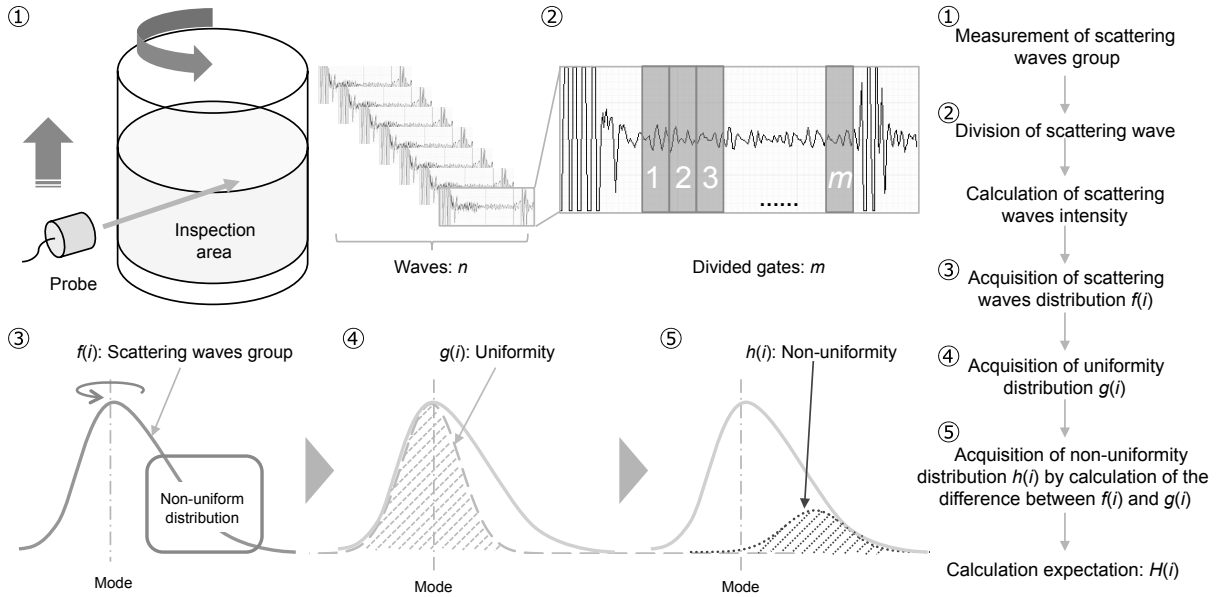 ①
Inspection
area
Probe
Waves: n
②
1 2 3 ...... m
Divided gates: m
③
f(i): Scattering waves group
Non-uniform
distribution
Mode
④
g(i): Uniformity
Mode
⑤
h(i): Non-uniformity
Mode
①
Measurement of scattering
waves group
②
Division of scattering wave
Calculation of scattering
waves intensity
③
Acquisition of scattering
waves distribution f(i)
④
Acquisition of uniformity
distribution g(i)
⑤
Acquisition of non-uniformity
distribution h(i) by calculation of the
difference between f(i) and g(i)
Calculation expectation: H(i)